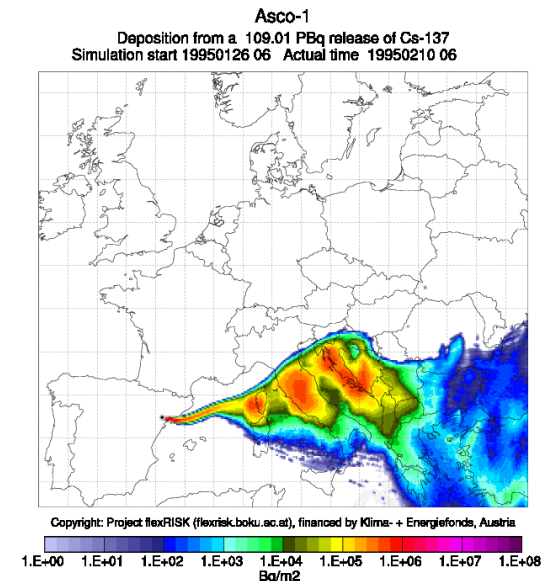 Asco-1
Deposition from a 109.01 PBq release of Cs-137
Simulation start 19950126 06 Actual time 19950210 06
Copyright: Project flexRISK (flexrisk.boku.ac.at), financed by Klima- + Energiefonds, Austria
1.E+00 1.E+01 1.E+02 1.E+03 1.E+04 1.E+05 1.E+06 1.E+07 1.E+08
Bq/m2